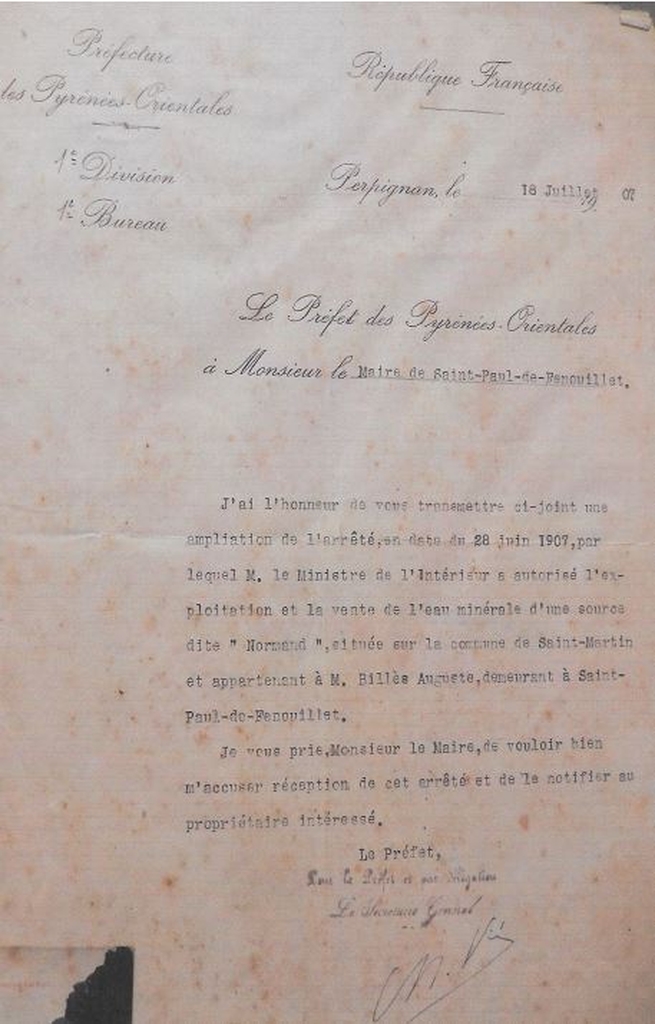 Préfecture
des Pyrénées-Orientales
République Française
1re Division
1er Bureau
Perpignan, le 18 Juillet 1907
Le Préfet des Pyrénées-Orientales
à Monsieur le Maire de Saint-Paul-de-Fenouillet.
J'ai l'honneur de vous transmettre ci-joint une
ampliation de l'arrêté,en date du 28 juin 1907,par
lequel M. le Ministre de l'Intérieur a autorisé l'ex-
ploitation et la vente de l'eau minérale d'une source
dite " Normand ",située sur la commune de Saint-Martin
et appartenant à M. Billès Auguste,demeurant à Saint-
Paul-de-Fenouillet.
Je vous prie,Monsieur le Maire,de vouloir bien
m'accuser réception de cet arrêté et de le notifier au
propriétaire intéressé.
Le Préfet,
Pour le Préfet et par délégation
Le Secrétaire Général